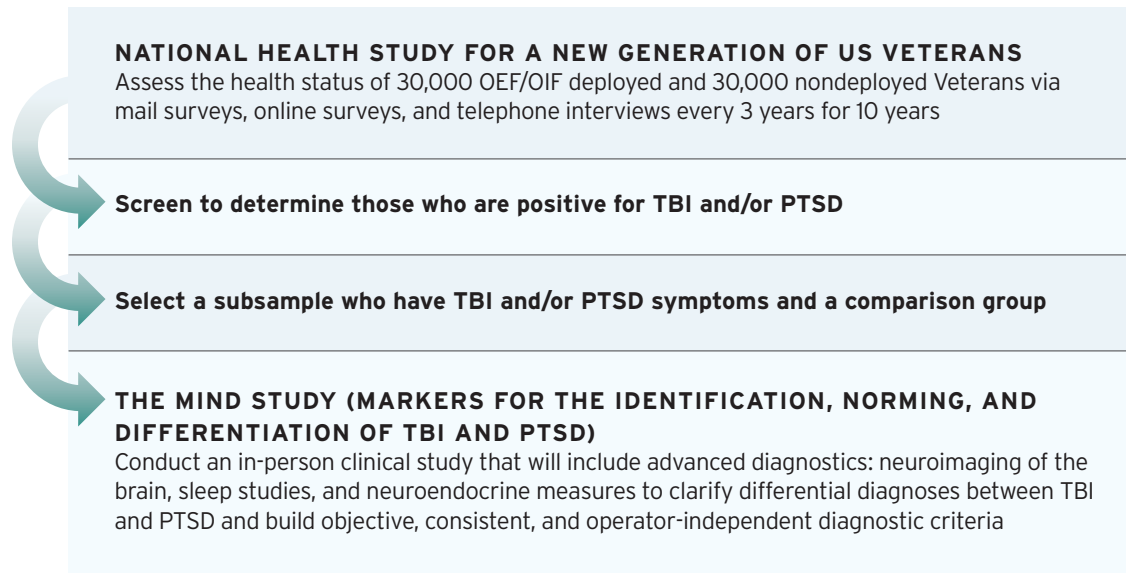 NATIONAL HEALTH STUDY FOR A NEW GENERATION OF US VETERANS
Assess the health status of 30,000 OEF/OIF deployed and 30,000 nondeployed Veterans via
mail surveys, online surveys, and telephone interviews every 3 years for 10 years
Screen to determine those who are positive for TBI and/or PTSD
Select a subsample who have TBI and/or PTSD symptoms and a comparison group
THE MIND STUDY (MARKERS FOR THE IDENTIFICATION, NORMING, AND
DIFFERENTIATION OF TBI AND PTSD)
Conduct an in-person clinical study that will include advanced diagnostics: neuroimaging of the
brain, sleep studies, and neuroendocrine measures to clarify differential diagnoses between TBI
and PTSD and build objective, consistent, and operator-independent diagnostic criteria